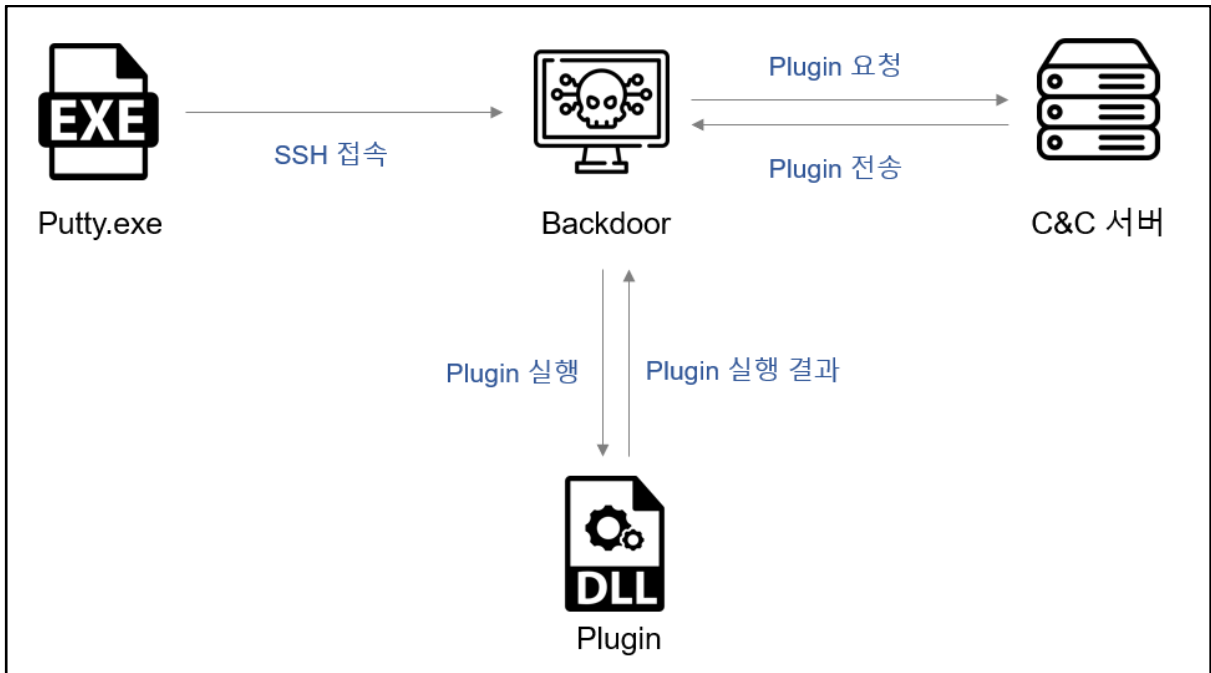 Plugin 요청
EXE
SSH 접속
Plugin 전송
Putty.exe
Backdoor
C&C 서버
Plugin 실행
Plugin 실행 결과
DLL
Plugin